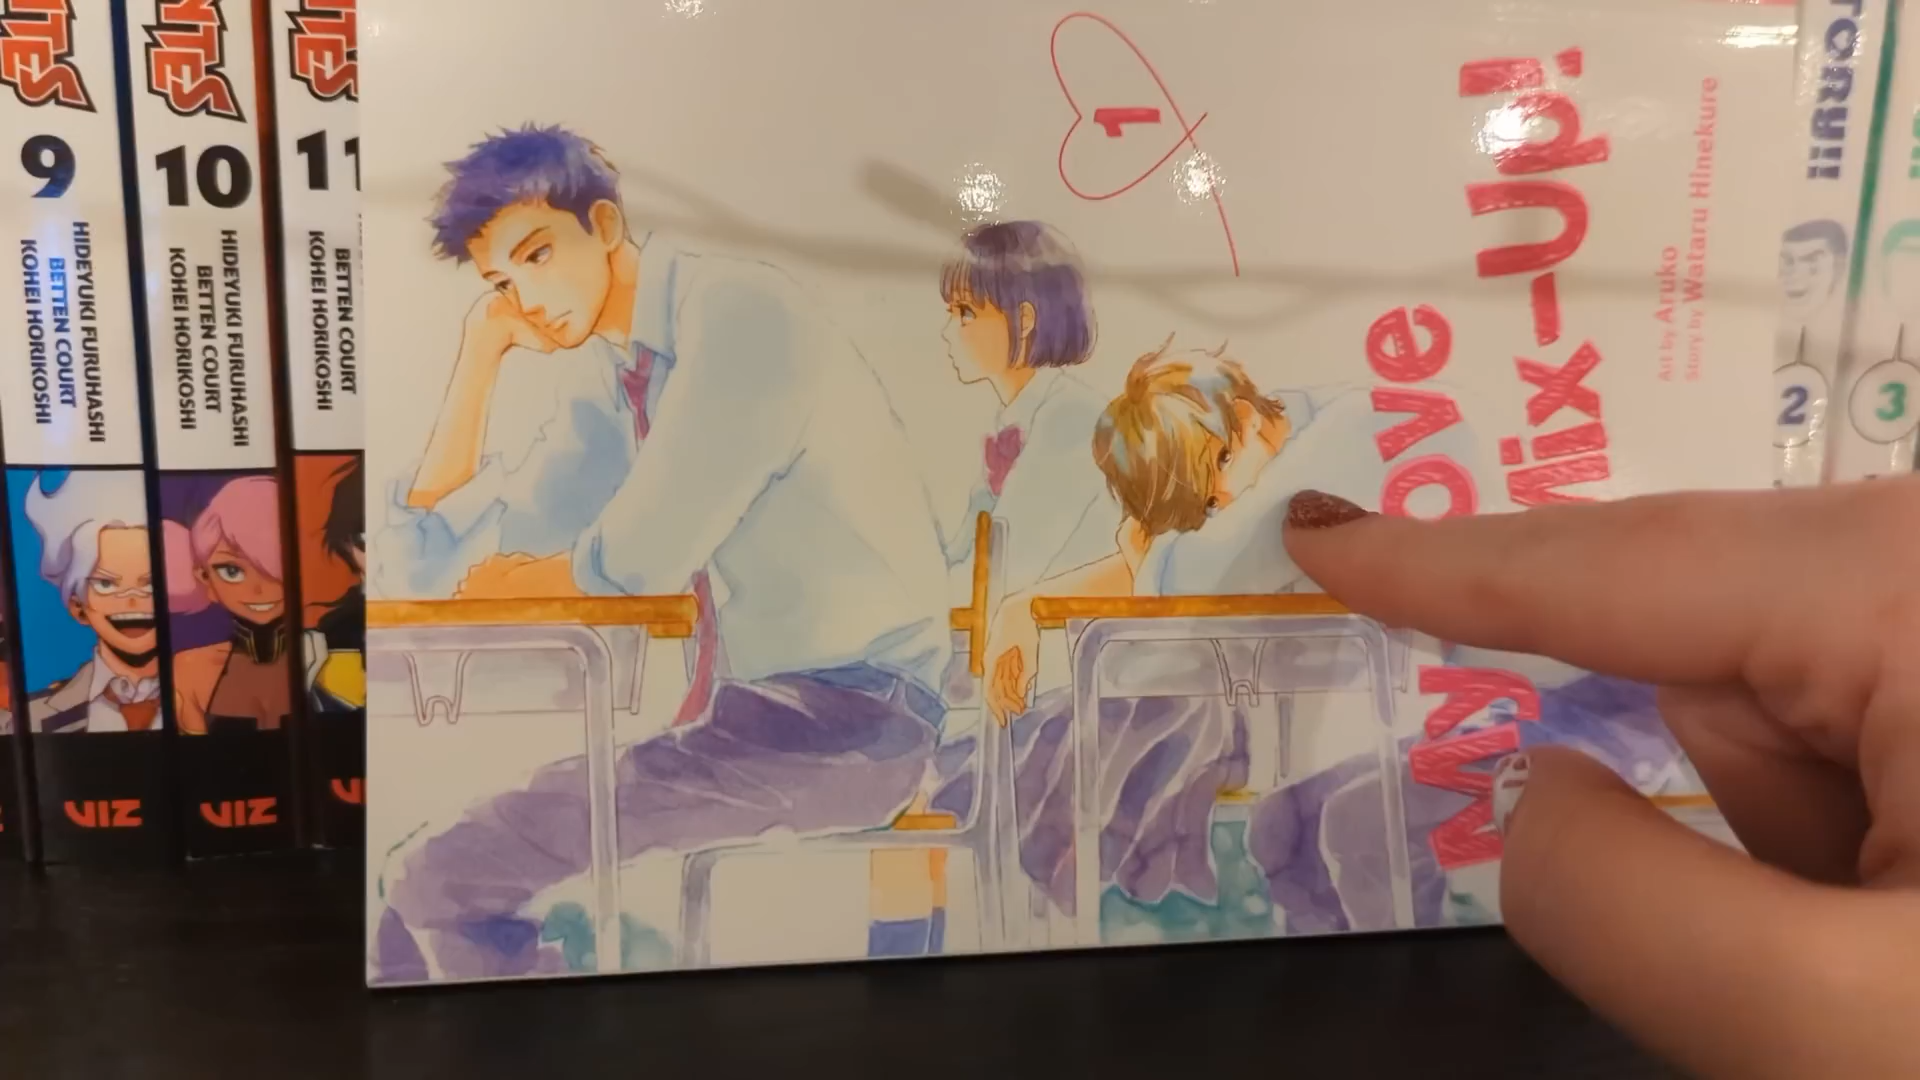 9
HIDEYUKI FURUHASHI
BETTEN COURT
KOHEI HORIKOSHI
VIZ
10
HIDEYUKI FURUHASHI
BETTEN COURT
KOHEI HORIKOSHI
VIZ
11
BETTEN COURT
KOHEI HORIKOSHI
1
My Love
Mix-Up!
Art by Aruko
Story by Wataru Hinekure
2
3